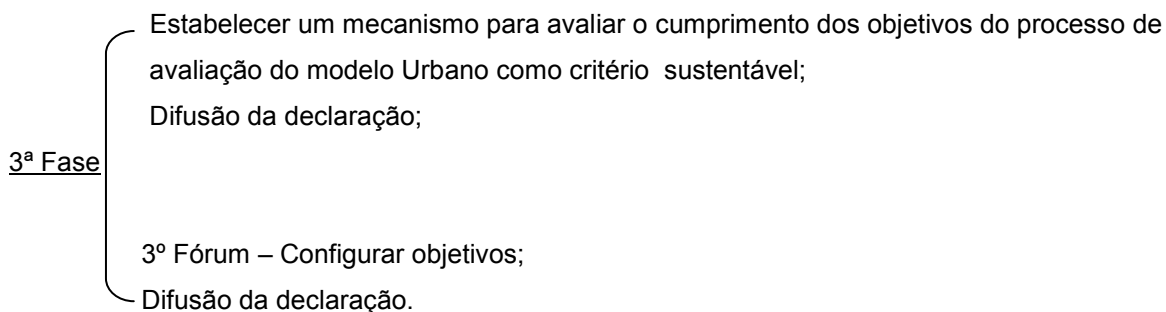 Estabelecer um mecanismo para avaliar o cumprimento dos objetivos do processo de
avaliação do modelo Urbano como critério sustentável;
Difusão da declaração;
3ª Fase
3º Fórum – Configurar objetivos;
Difusão da declaração.